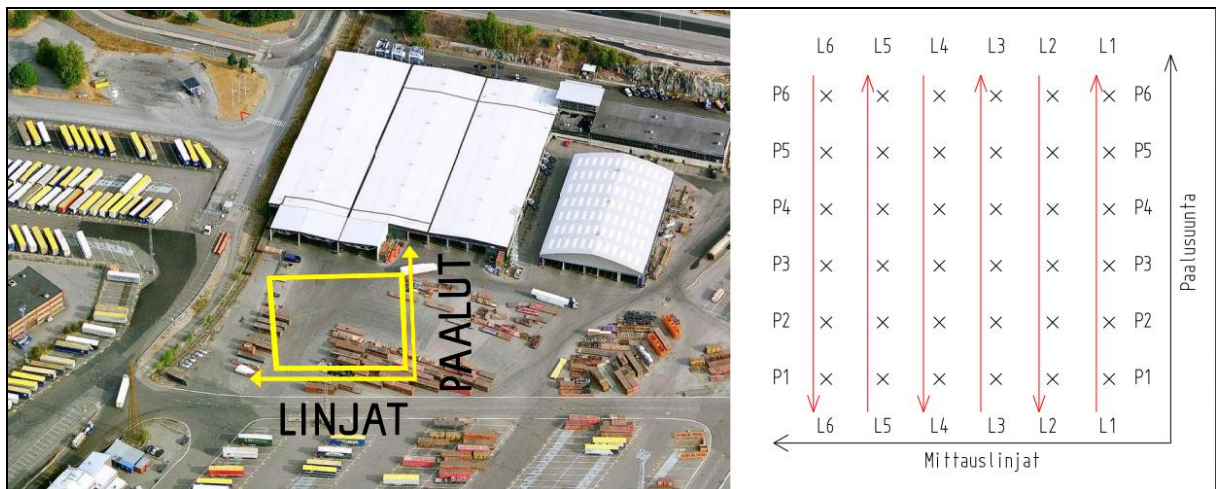 PAALUT
LINJAT
L6 L5 L4 L3 L2 L1
P6 P6
P5 P5
P4 P4
P3 P3
P2 P2
P1 P1
L6 L5 L4 L3 L2 L1
Mittauslinjat
Paalusuunta